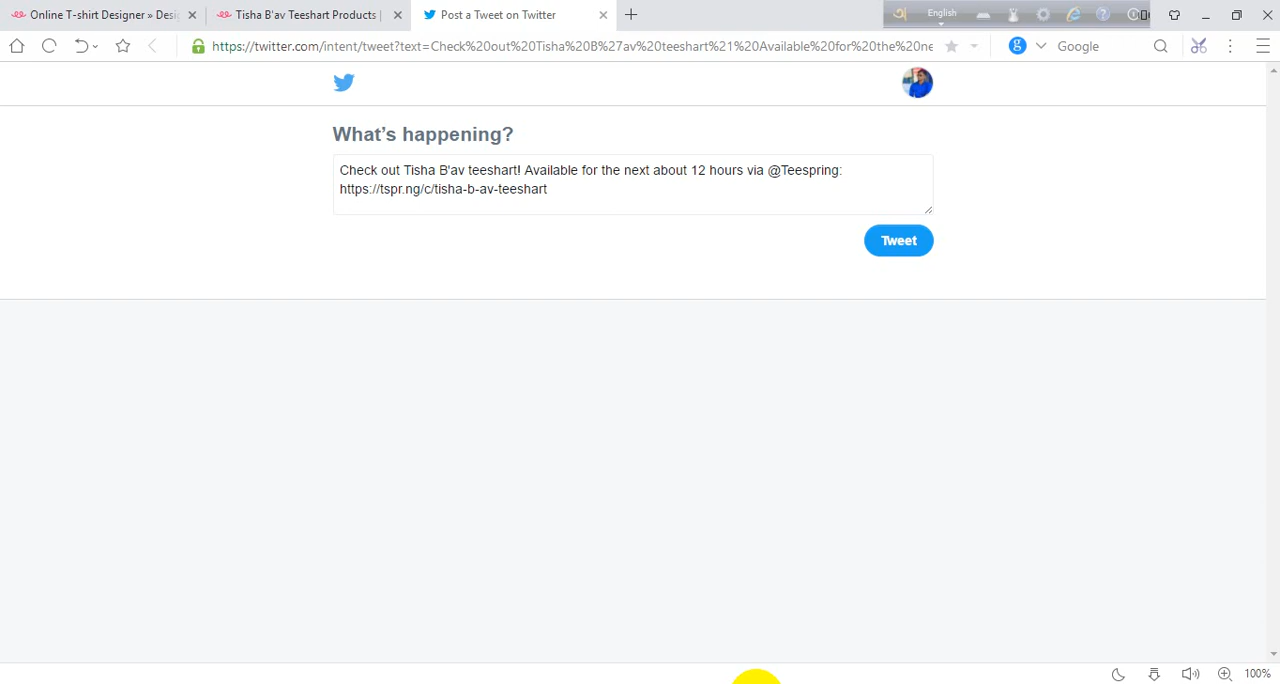 Online T-shirt Designer » Desi
Tisha B'av Teeshart Products |
Post a Tweet on Twitter
English
https://twitter.com/intent/tweet?text=Check%20out%20Tisha%20B%27av%20teeshart%21%20Available%20for%20the%20ne
Google
What's happening?
Check out Tisha B'av teeshart! Available for the next about 12 hours via @Teespring:
https://tspr.ng/c/tisha-b-av-teeshart
Tweet
100%